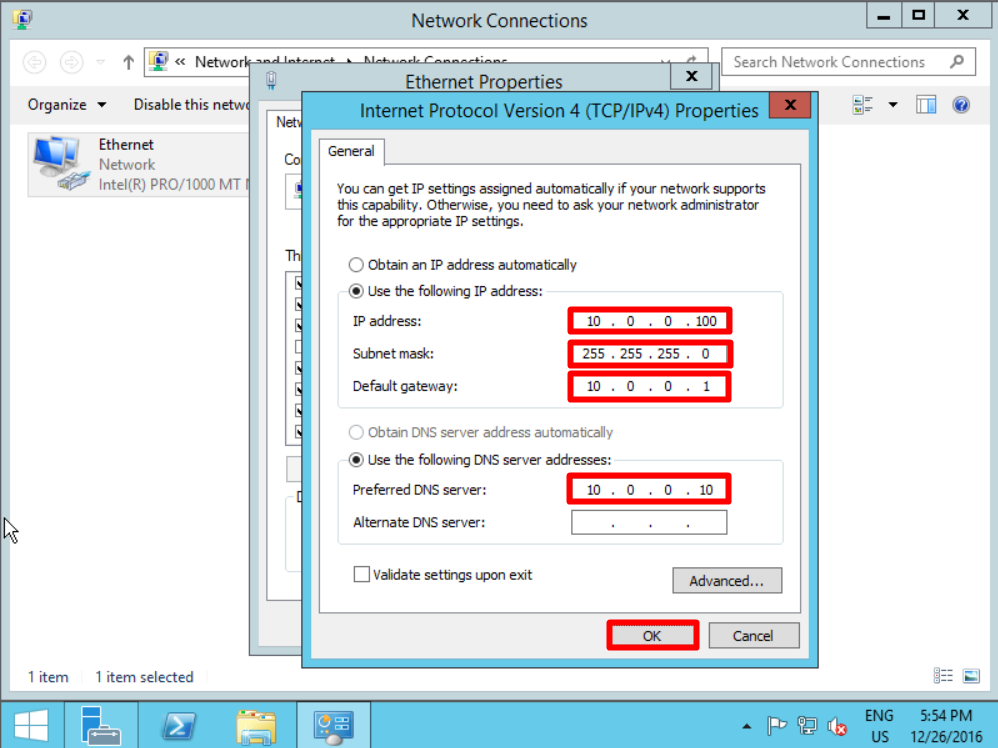 Network Connections
Network and Internet
Network Connections
Search Network Connections
Ethernet Properties
Organize
Internet Protocol Version 4 (TCP/IPv4) Properties
General
Ethernet
Network
Intel(R) PRO/1000 MT
You can get IP settings assigned automatically if your network supports
this capability. Otherwise, you need to ask your network administrator
for the appropriate IP settings.
Obtain an IP address automatically
Use the following IP address:
IP address: 10 . 0 . 0 . 100
Subnet mask: 255 . 255 . 255 . 0
Default gateway: 10 . 0 . 0 . 1
Obtain DNS server address automatically
Use the following DNS server addresses:
Preferred DNS server: 10 . 0 . 0 . 10
Alternate DNS server: . . .
Validate settings upon exit
Advanced...
OK Cancel
1 item 1 item selected
ENG 5:54 PM
US 12/26/2016